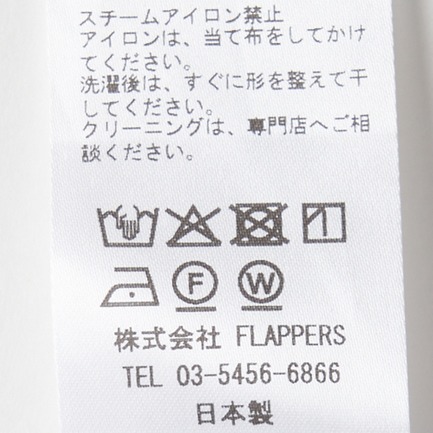 スチームアイロン禁止
アイロンは、当て布をしてかけ
てください。
洗濯後は、すぐに形を整えて干
してください。
クリーニングは、専門店へご相
談ください。
F W
株式会社 FLAPPERS
TEL 03-5456-6866
日本製